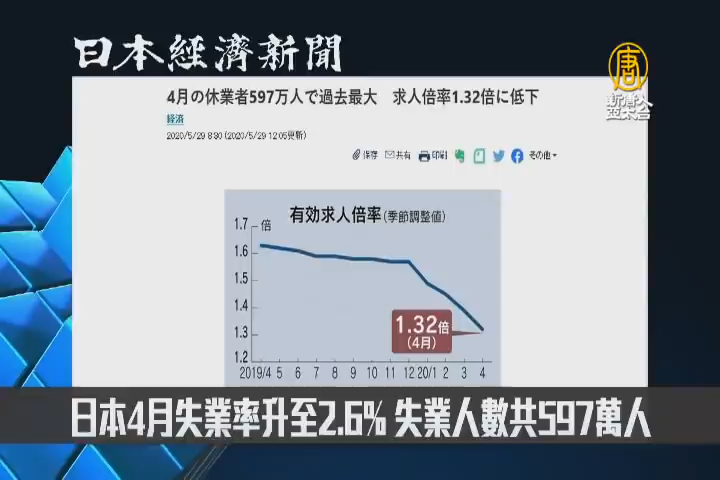 日本經濟新聞
唐
新唐人
亞太台
4月の休業者597万人で過去最大 求人倍率1.32倍に低下
経済
2020/5/29 8:30 (2020/5/29 12:05更新)
保存 共有 印刷 その他
有効求人倍率(季節調整値)
倍
1.7
1.6
1.5
1.4
1.3
1.2
1.32倍
(4月)
2019/4 5 6 7 8 9 10 11 12 20/1 2 3 4
日本4月失業率升至2.6% 失業人數共597萬人